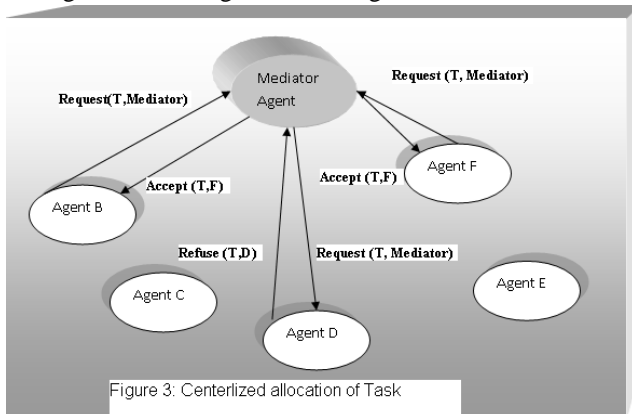 Mediator
Agent
Request (T, Mediator)
Request(T,Mediator)
Agent F
Accept (T,F)
Accept (T,F)
Agent B
Refuse (T,D)
Request (T, Mediator)
Agent C
Agent E
Agent D
Figure 3: Centerlized allocation of Task